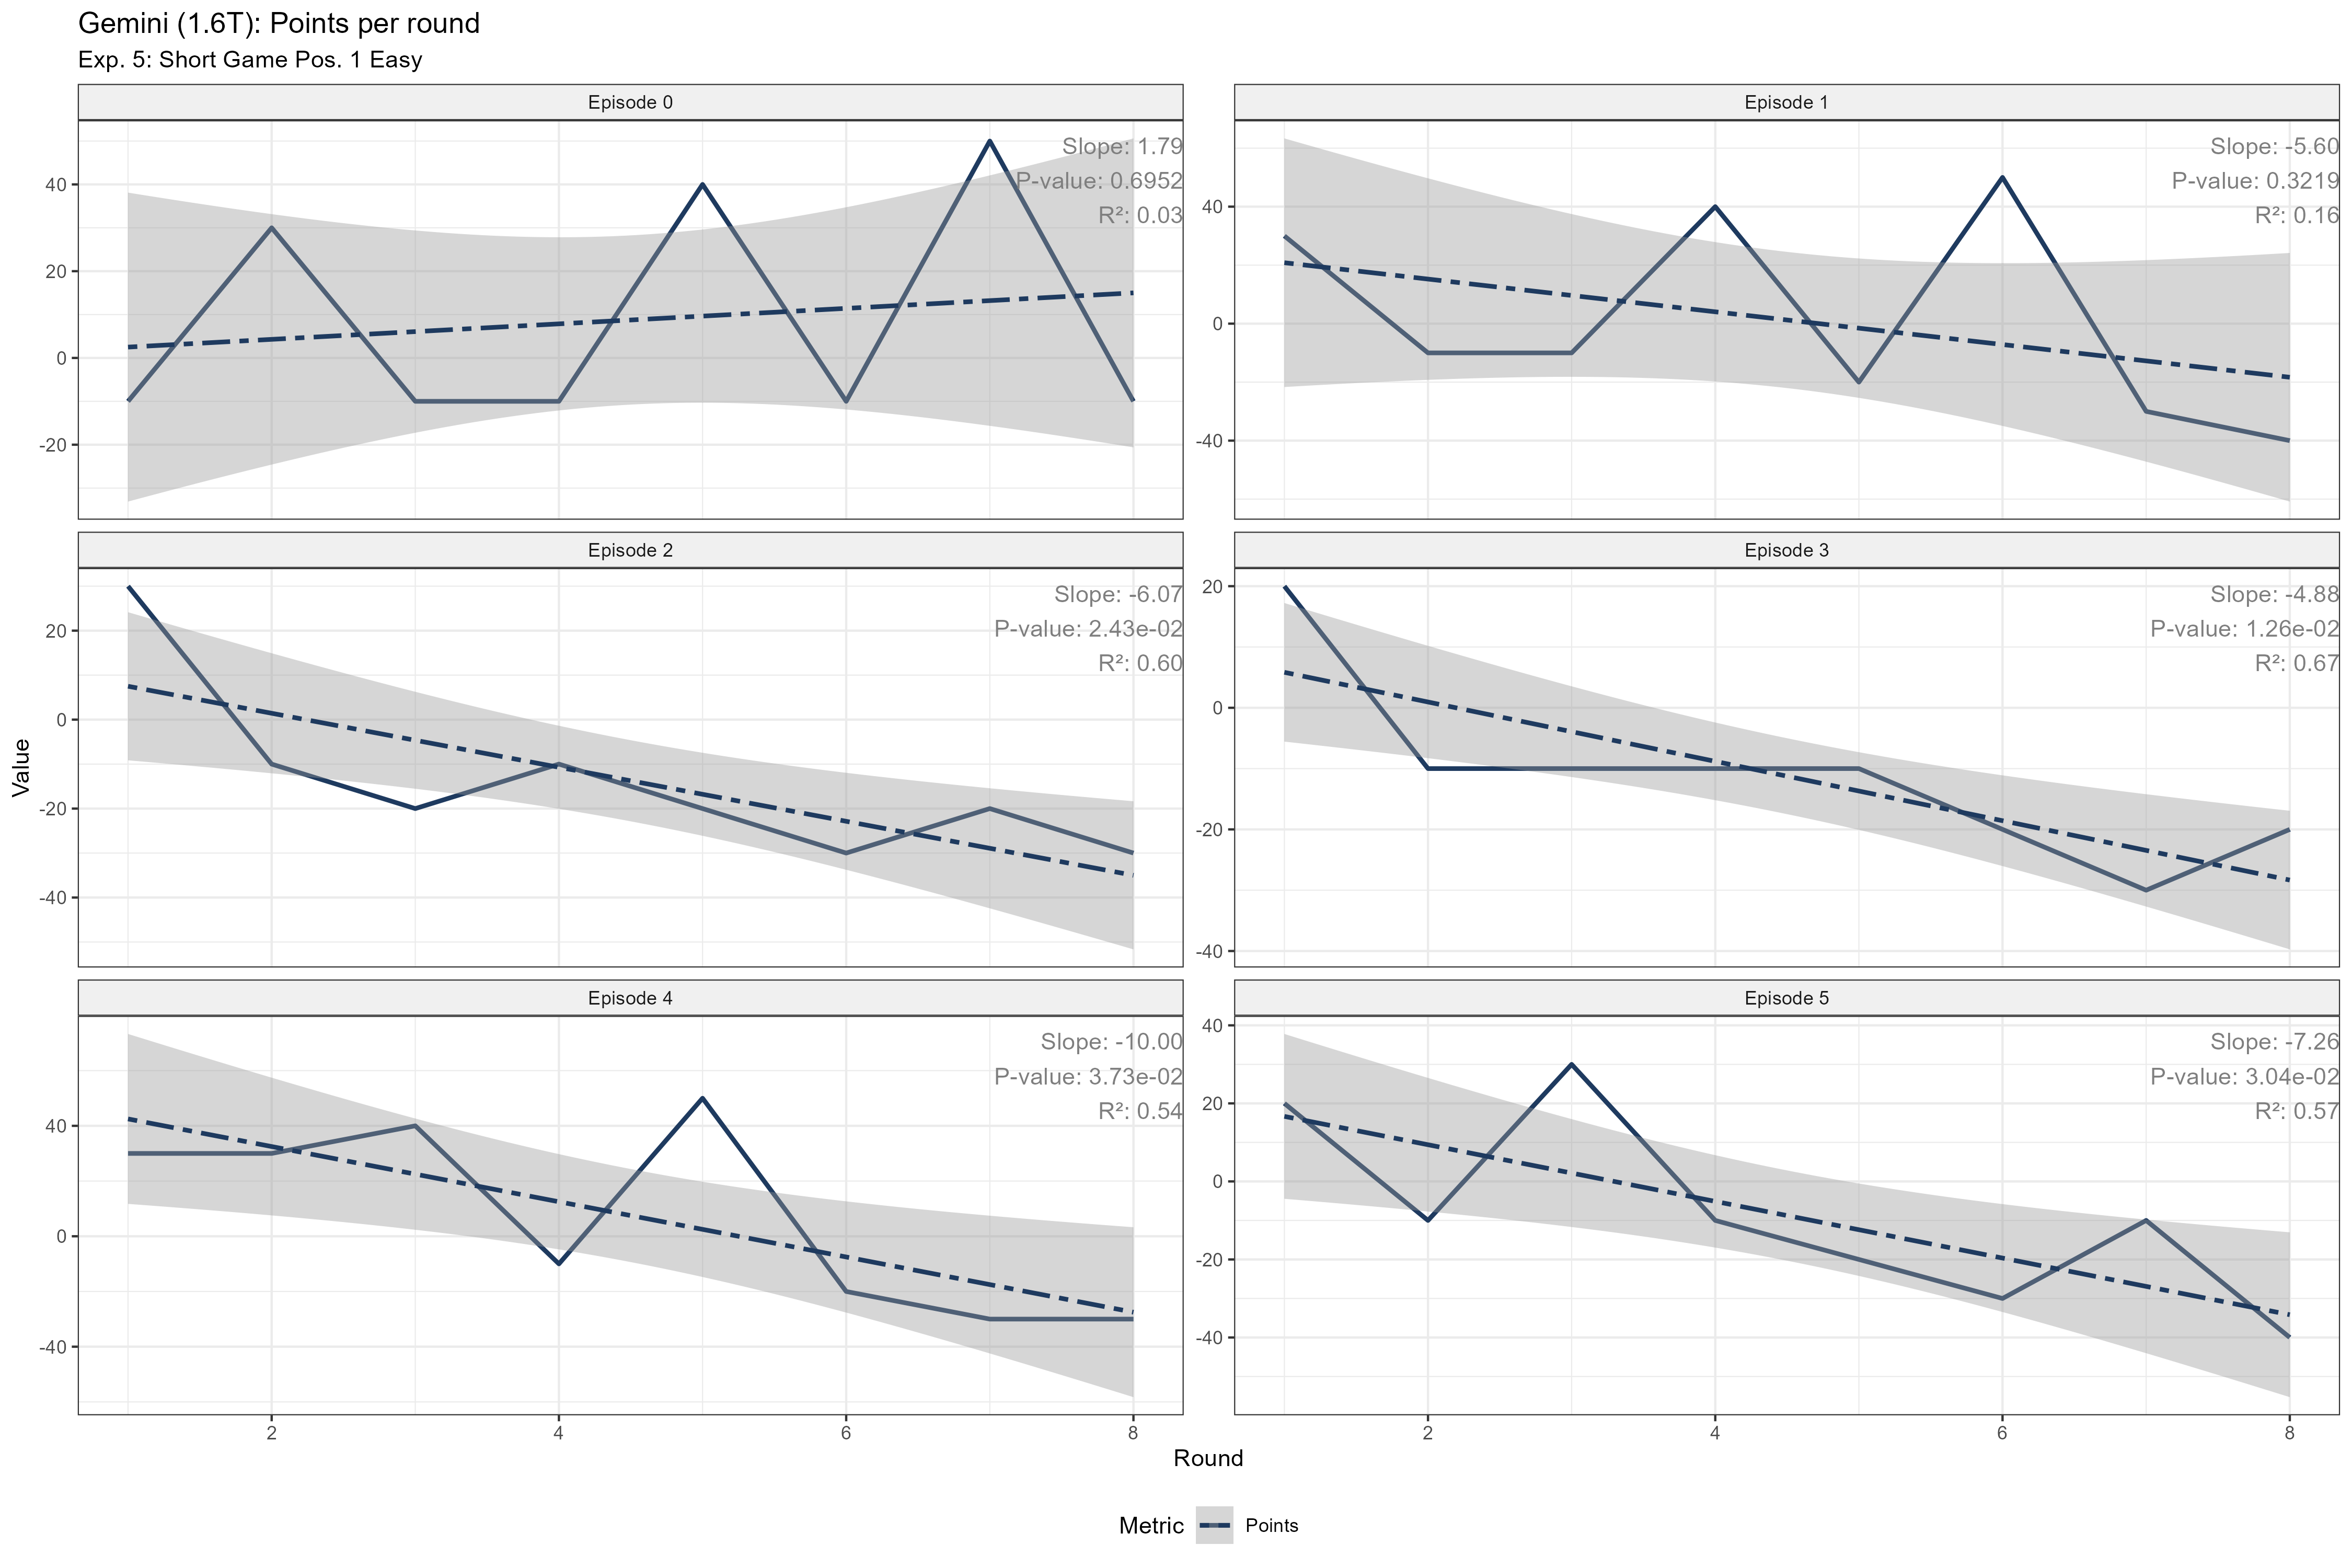 Gemini (1.6T): Points per round
Exp. 5: Short Game Pos. 1 Easy
Episode 0
Slope: 1.79
P-value: 0.6952
R²: 0.03
40
20
0
-20
Episode 1
Slope: -5.60
P-value: 0.3219
R²: 0.16
40
0
-40
Episode 2
Slope: -6.07
P-value: 2.43e-02
R²: 0.60
20
0
-20
-40
Episode 3
Slope: -4.88
P-value: 1.26e-02
R²: 0.67
20
0
-20
-40
Episode 4
Slope: -10.00
P-value: 3.73e-02
R²: 0.54
40
0
-40
2 4 6 8
Episode 5
Slope: -7.26
P-value: 3.04e-02
R²: 0.57
40
20
0
-20
-40
2 4 6 8
Value
Round
Metric Points